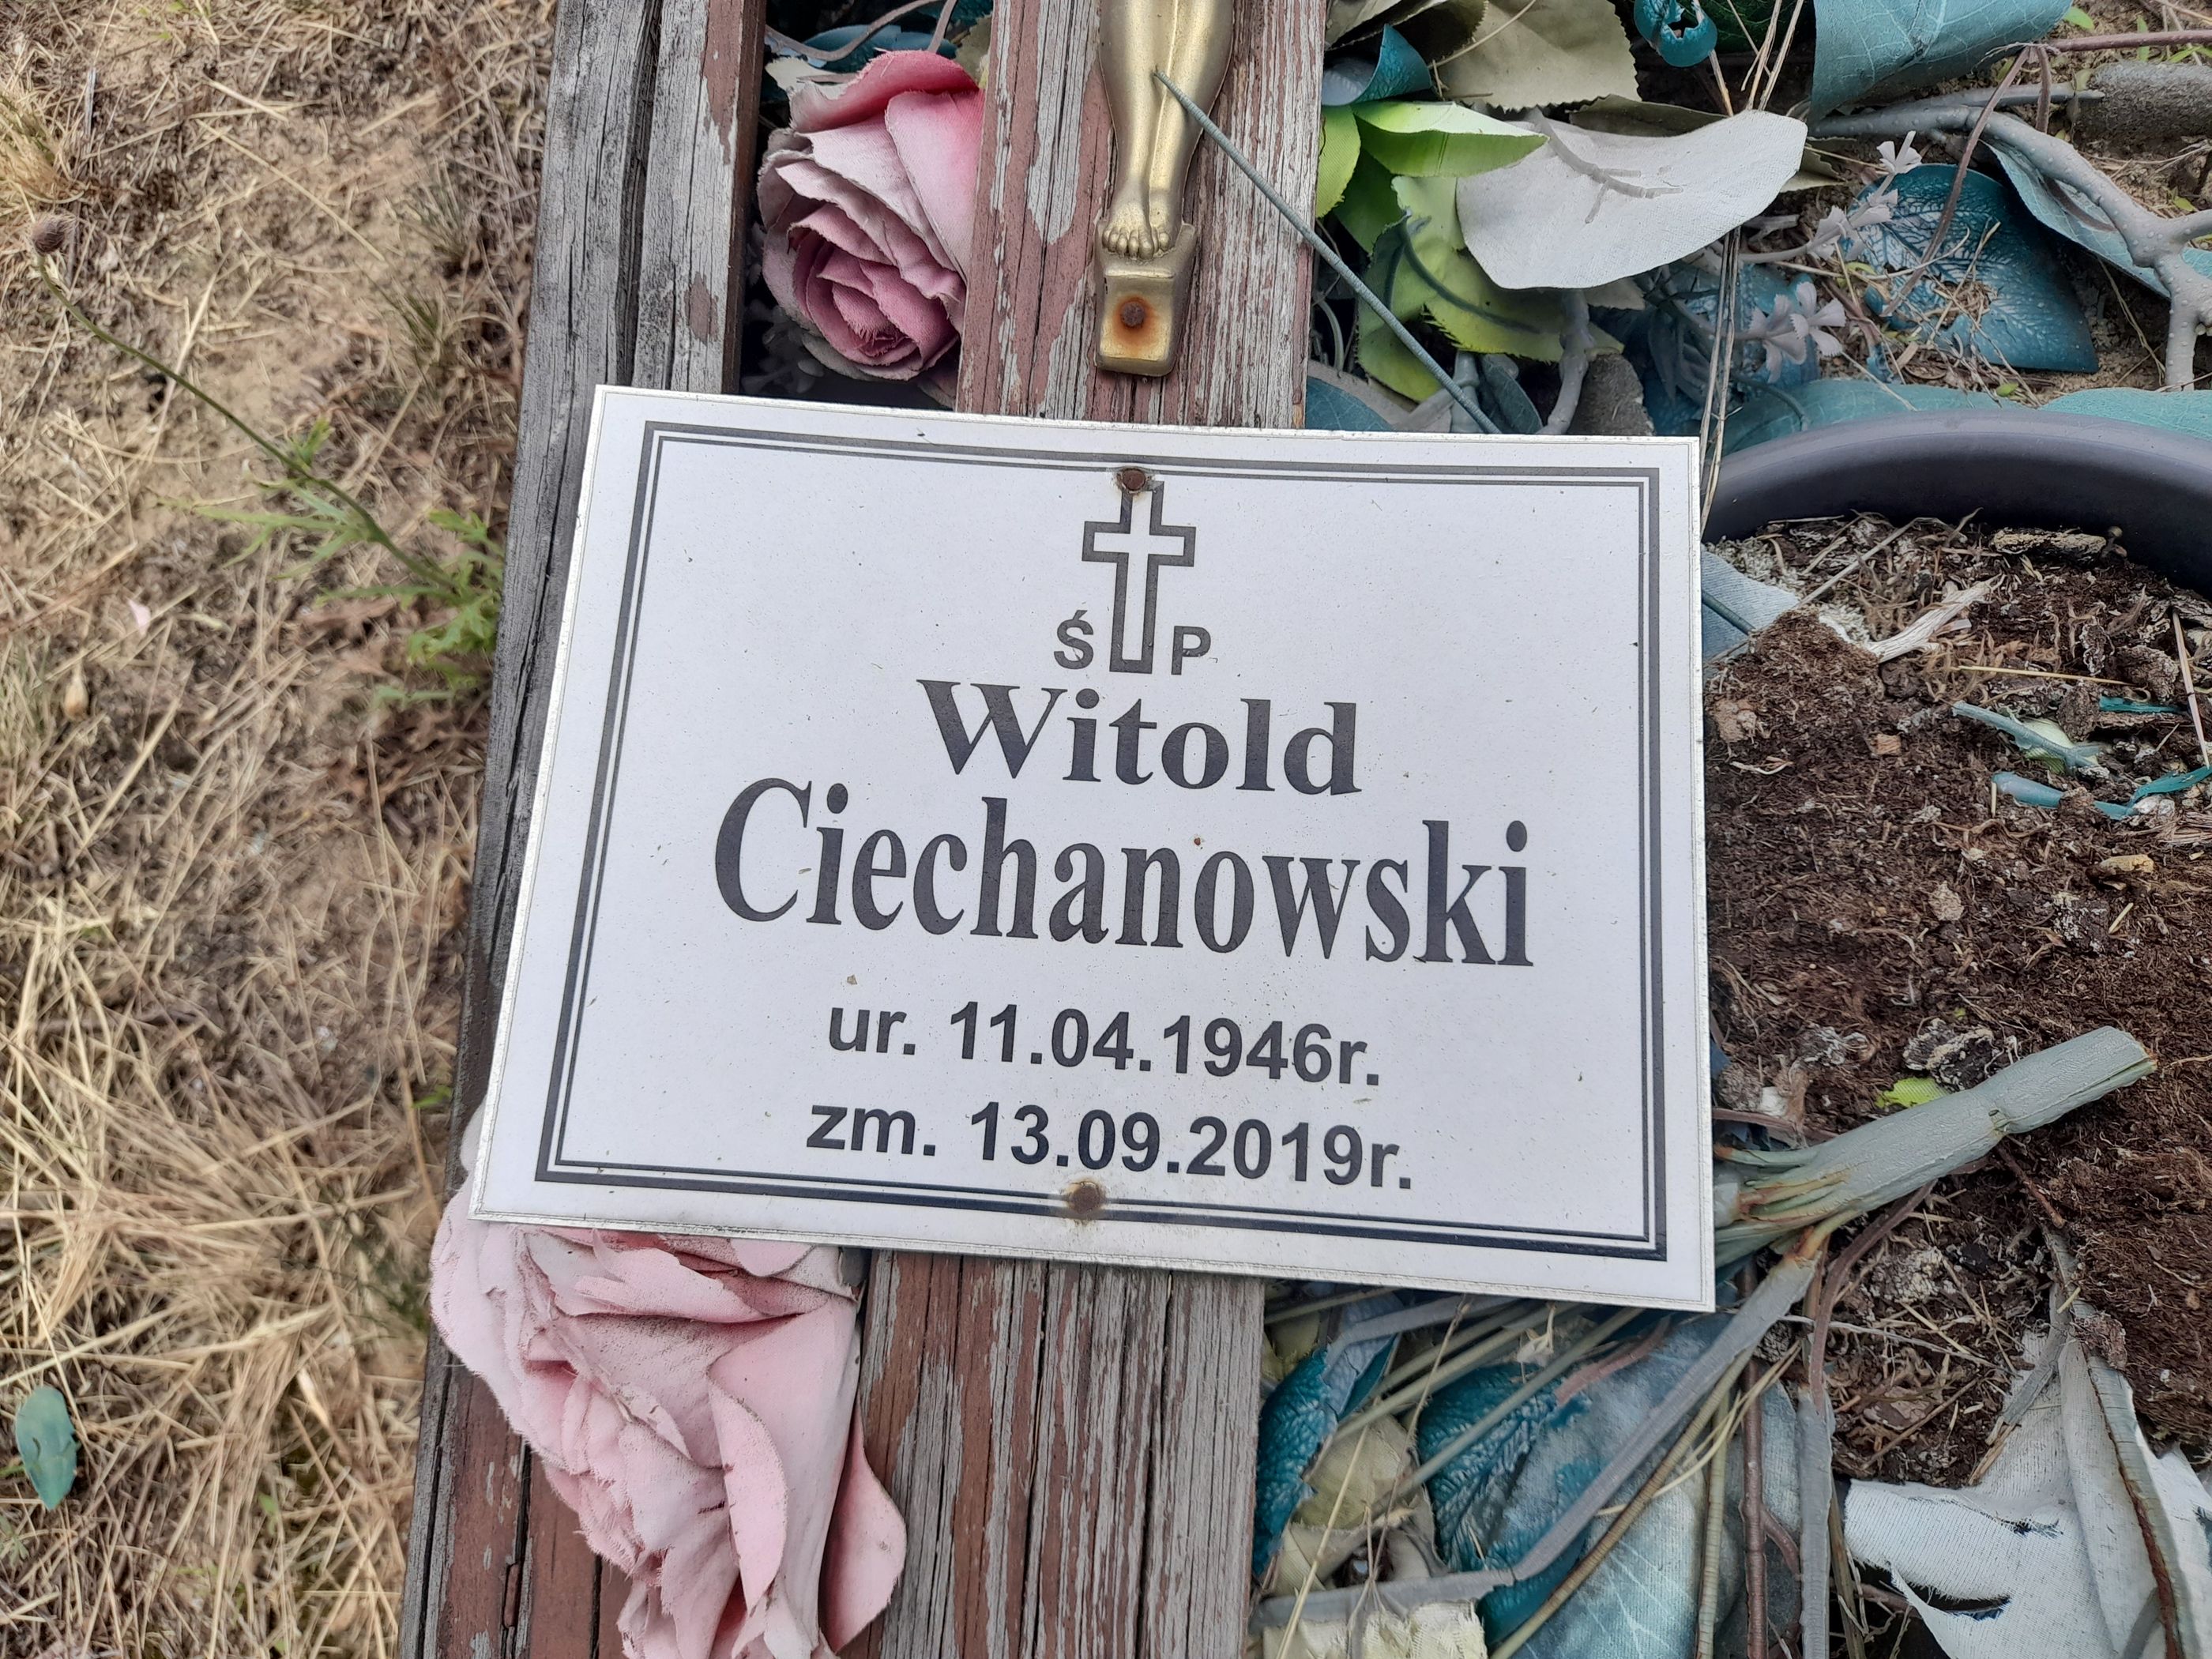 Ś P
Witold
Ciechanowski
ur. 11.04.1946r.
zm. 13.09.2019r.